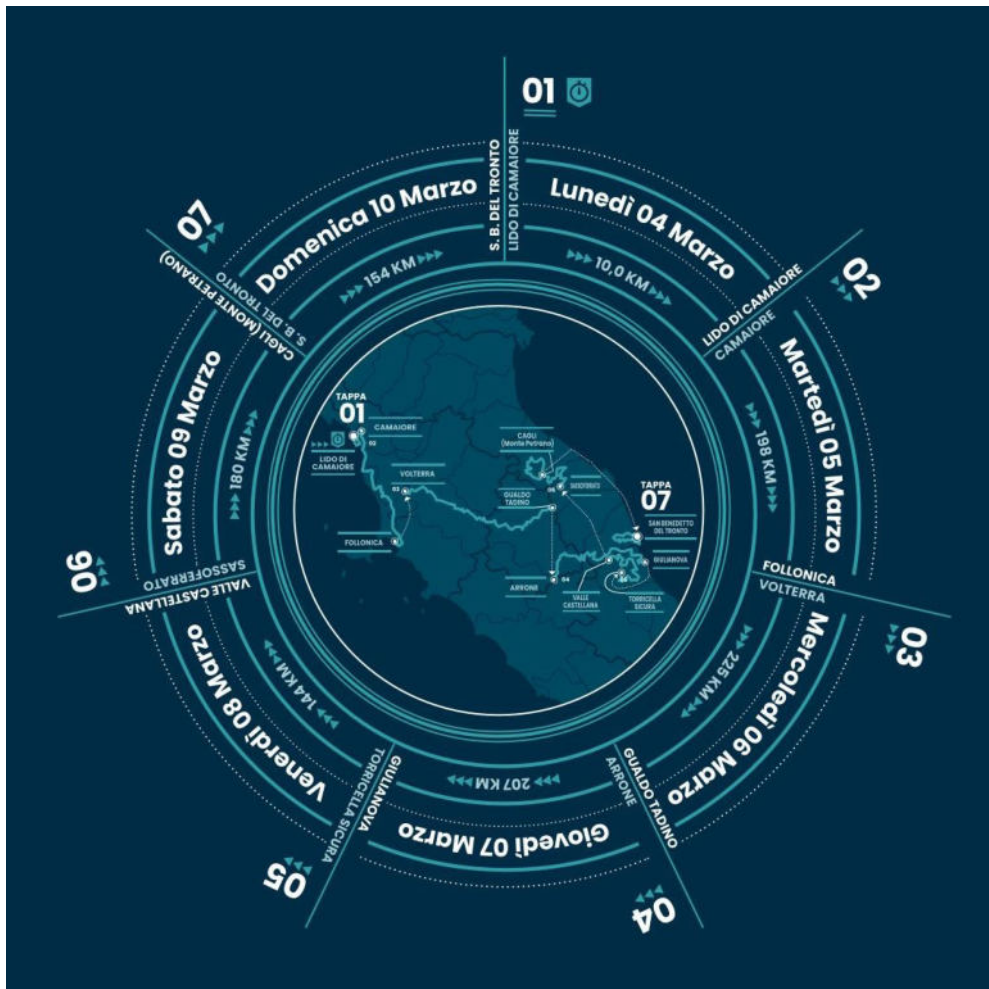 01
LIDO DI CAMAIORE
Lunedì 04 Marzo
10,0 KM
LIDO DI CAMAIORE
02
CAMAIORE
Martedì 05 Marzo
198 KM
FOLLONICA
03
VOLTERRA
Mercoledì 06 Marzo
225 KM
GUALDO TADINO
04
ARRONE
Giovedì 07 Marzo
207 KM
GIULIANOVA
05
TORRICELLA SICURA
Venerdì 08 Marzo
144 KM
VALLE CASTELLANA
06
SASSOFERRATO
Sabato 09 Marzo
180 KM
CAGLI (MONTE PETRANO)
07
S. B. DEL TRONTO
Domenica 10 Marzo
154 KM
S. B. DEL TRONTO
TAPPA
01
CAMAIORE
02
LIDO DI
CAMAIORE
VOLTERRA
03
FOLLONICA
CAGLI
(Monte Petrano)
06
SASSOFERRATO
GUALDO
TADINO
TAPPA
07
SAN BENEDETTO
DEL TRONTO
GIULIANOVA
ARRONE
04
VALLE
CASTELLANA
TORRICELLA
SICURA